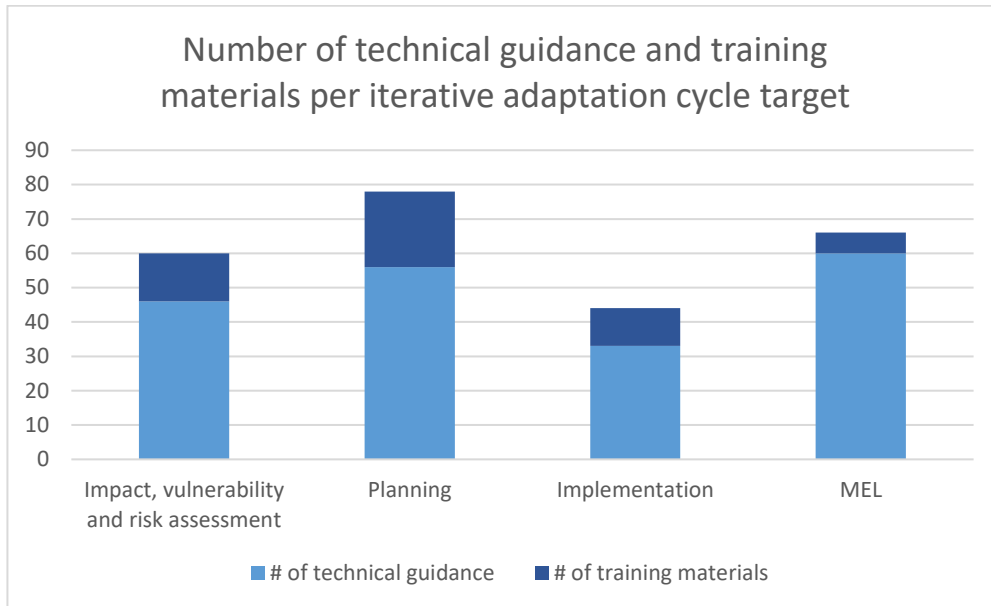 Number of technical guidance and training
materials per iterative adaptation cycle target
90
80
70
60
50
40
30
20
10
0
Impact, vulnerability
and risk assessment
Planning
Implementation
MEL
# of technical guidance
# of training materials